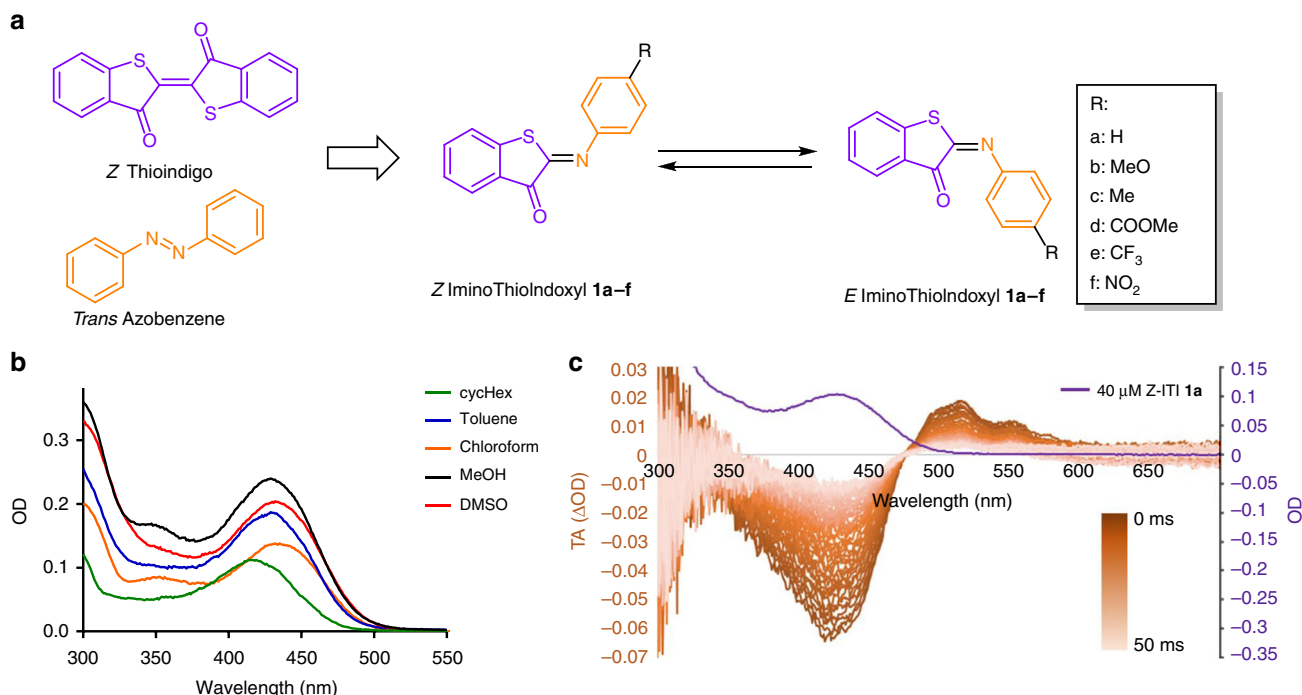 a
S
O
O
S
Z Thioindigo
N
N
Trans Azobenzene
R
S
N
O
Z IminoThioIndoxyl 1a–f
S
N
O
R
E IminoThioIndoxyl 1a–f
R:
a: H
b: MeO
c: Me
d: COOMe
e: CF3
f: NO2
b
OD
0.3
0.2
0.1
0.0
300 350 400 450 500 550
Wavelength (nm)
cycHex
Toluene
Chloroform
MeOH
DMSO
c
TA (ΔOD)
0.03
0.02
0.01
0
−0.01
−0.02
−0.03
−0.04
−0.05
−0.06
−0.07
300 350 400 450 500 550 600 650
Wavelength (nm)
40 μM Z-ITI 1a
0 ms
50 ms
0.15
0.1
0.05
0
−0.05
−0.1
−0.15
−0.2
−0.25
−0.3
−0.35
OD